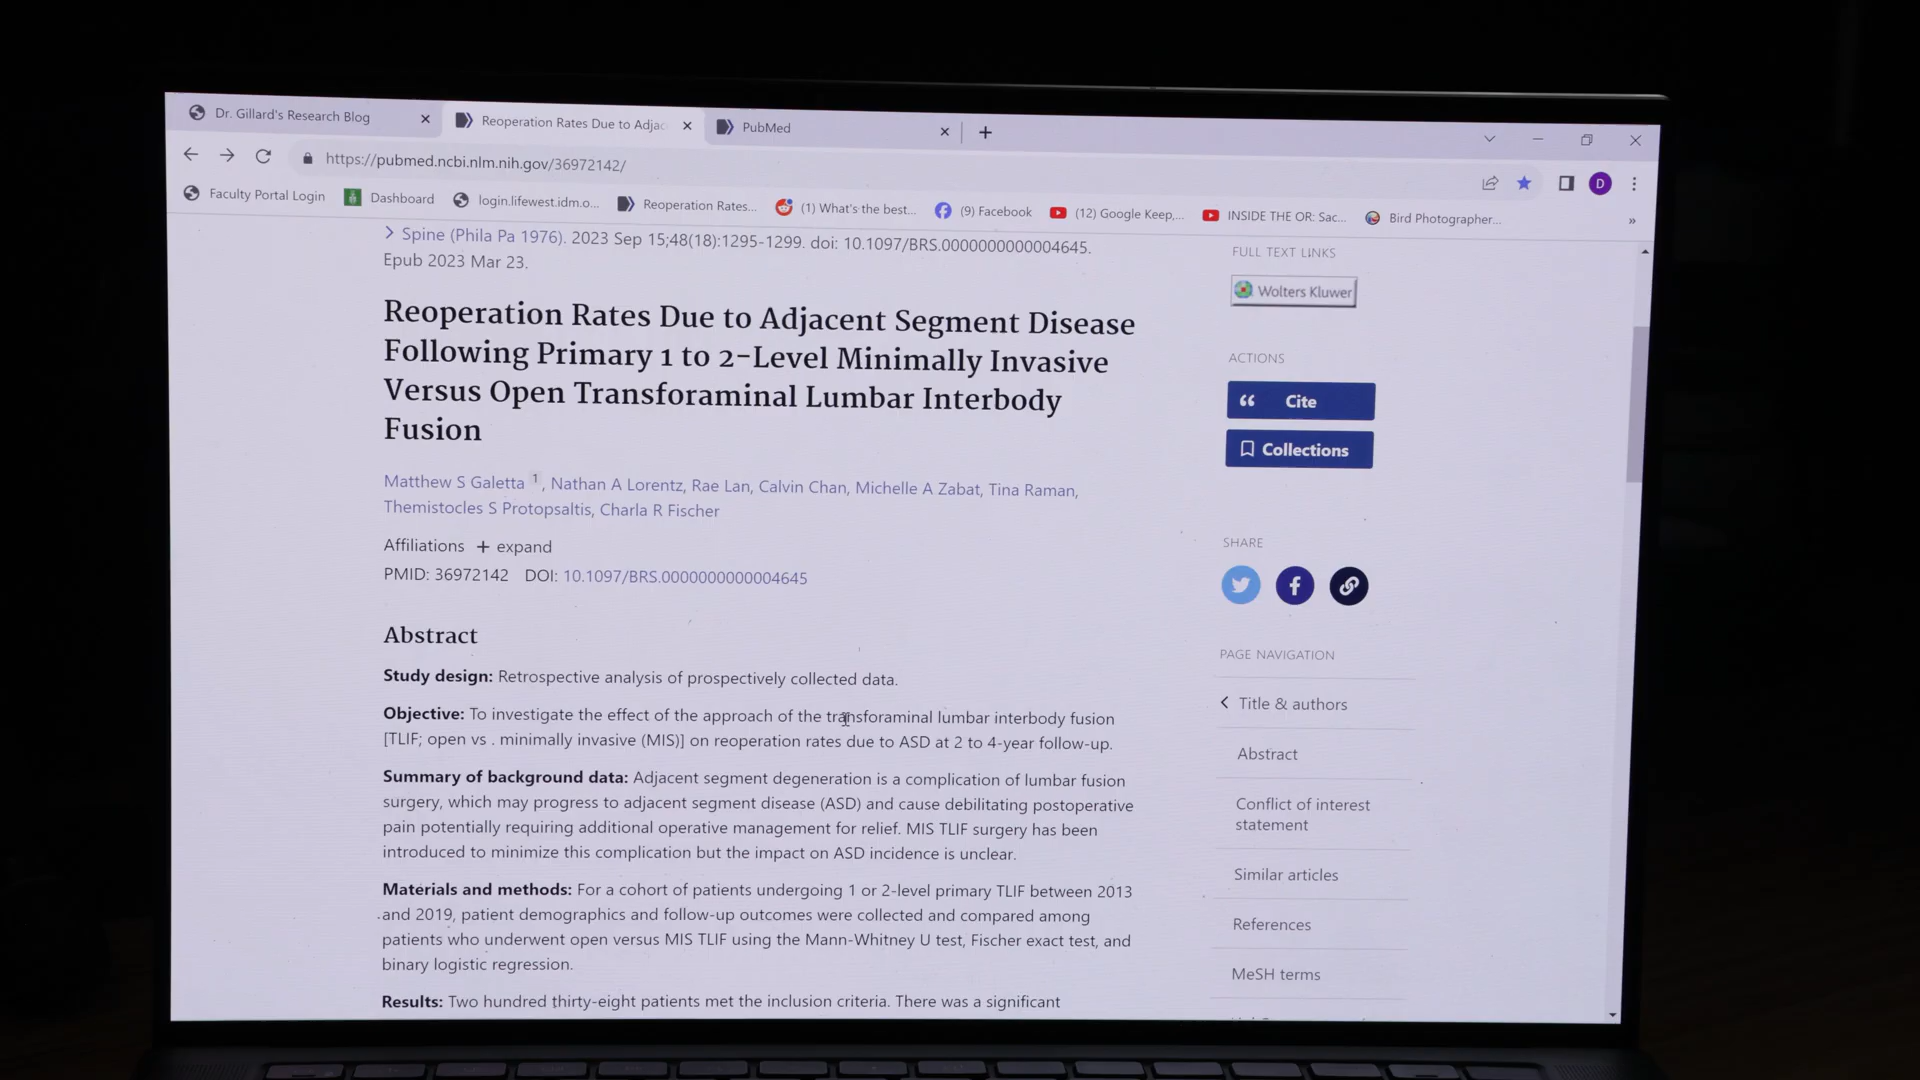 Dr. Gillard's Research Blog
Reoperation Rates Due to Adjac
PubMed
https://pubmed.ncbi.nlm.nih.gov/36972142/
D
Faculty Portal Login
Dashboard
login.lifewest.idm.o...
Reoperation Rates...
(1) What's the best...
(9) Facebook
(12) Google Keep,...
INSIDE THE OR: Sac...
Bird Photographer...
Spine (Phila Pa 1976). 2023 Sep 15;48(18):1295-1299. doi: 10.1097/BRS.0000000000004645.
Epub 2023 Mar 23.
Reoperation Rates Due to Adjacent Segment Disease
Following Primary 1 to 2-Level Minimally Invasive
Versus Open Transforaminal Lumbar Interbody
Fusion
Matthew S Galetta 1, Nathan A Lorentz, Rae Lan, Calvin Chan, Michelle A Zabat, Tina Raman,
Themistocles S Protopsaltis, Charla R Fischer
Affiliations + expand
PMID: 36972142 DOI: 10.1097/BRS.0000000000004645
Abstract
Study design: Retrospective analysis of prospectively collected data.
Objective: To investigate the effect of the approach of the transforaminal lumbar interbody fusion
[TLIF; open vs . minimally invasive (MIS)] on reoperation rates due to ASD at 2 to 4-year follow-up.
Summary of background data: Adjacent segment degeneration is a complication of lumbar fusion
surgery, which may progress to adjacent segment disease (ASD) and cause debilitating postoperative
pain potentially requiring additional operative management for relief. MIS TLIF surgery has been
introduced to minimize this complication but the impact on ASD incidence is unclear.
Materials and methods: For a cohort of patients undergoing 1 or 2-level primary TLIF between 2013
and 2019, patient demographics and follow-up outcomes were collected and compared among
patients who underwent open versus MIS TLIF using the Mann-Whitney U test, Fischer exact test, and
binary logistic regression.
Results: Two hundred thirty-eight patients met the inclusion criteria. There was a significant
FULL TEXT LINKS
Wolters Kluwer
ACTIONS
Cite
Collections
SHARE
PAGE NAVIGATION
Title & authors
Abstract
Conflict of interest
statement
Similar articles
References
MeSH terms